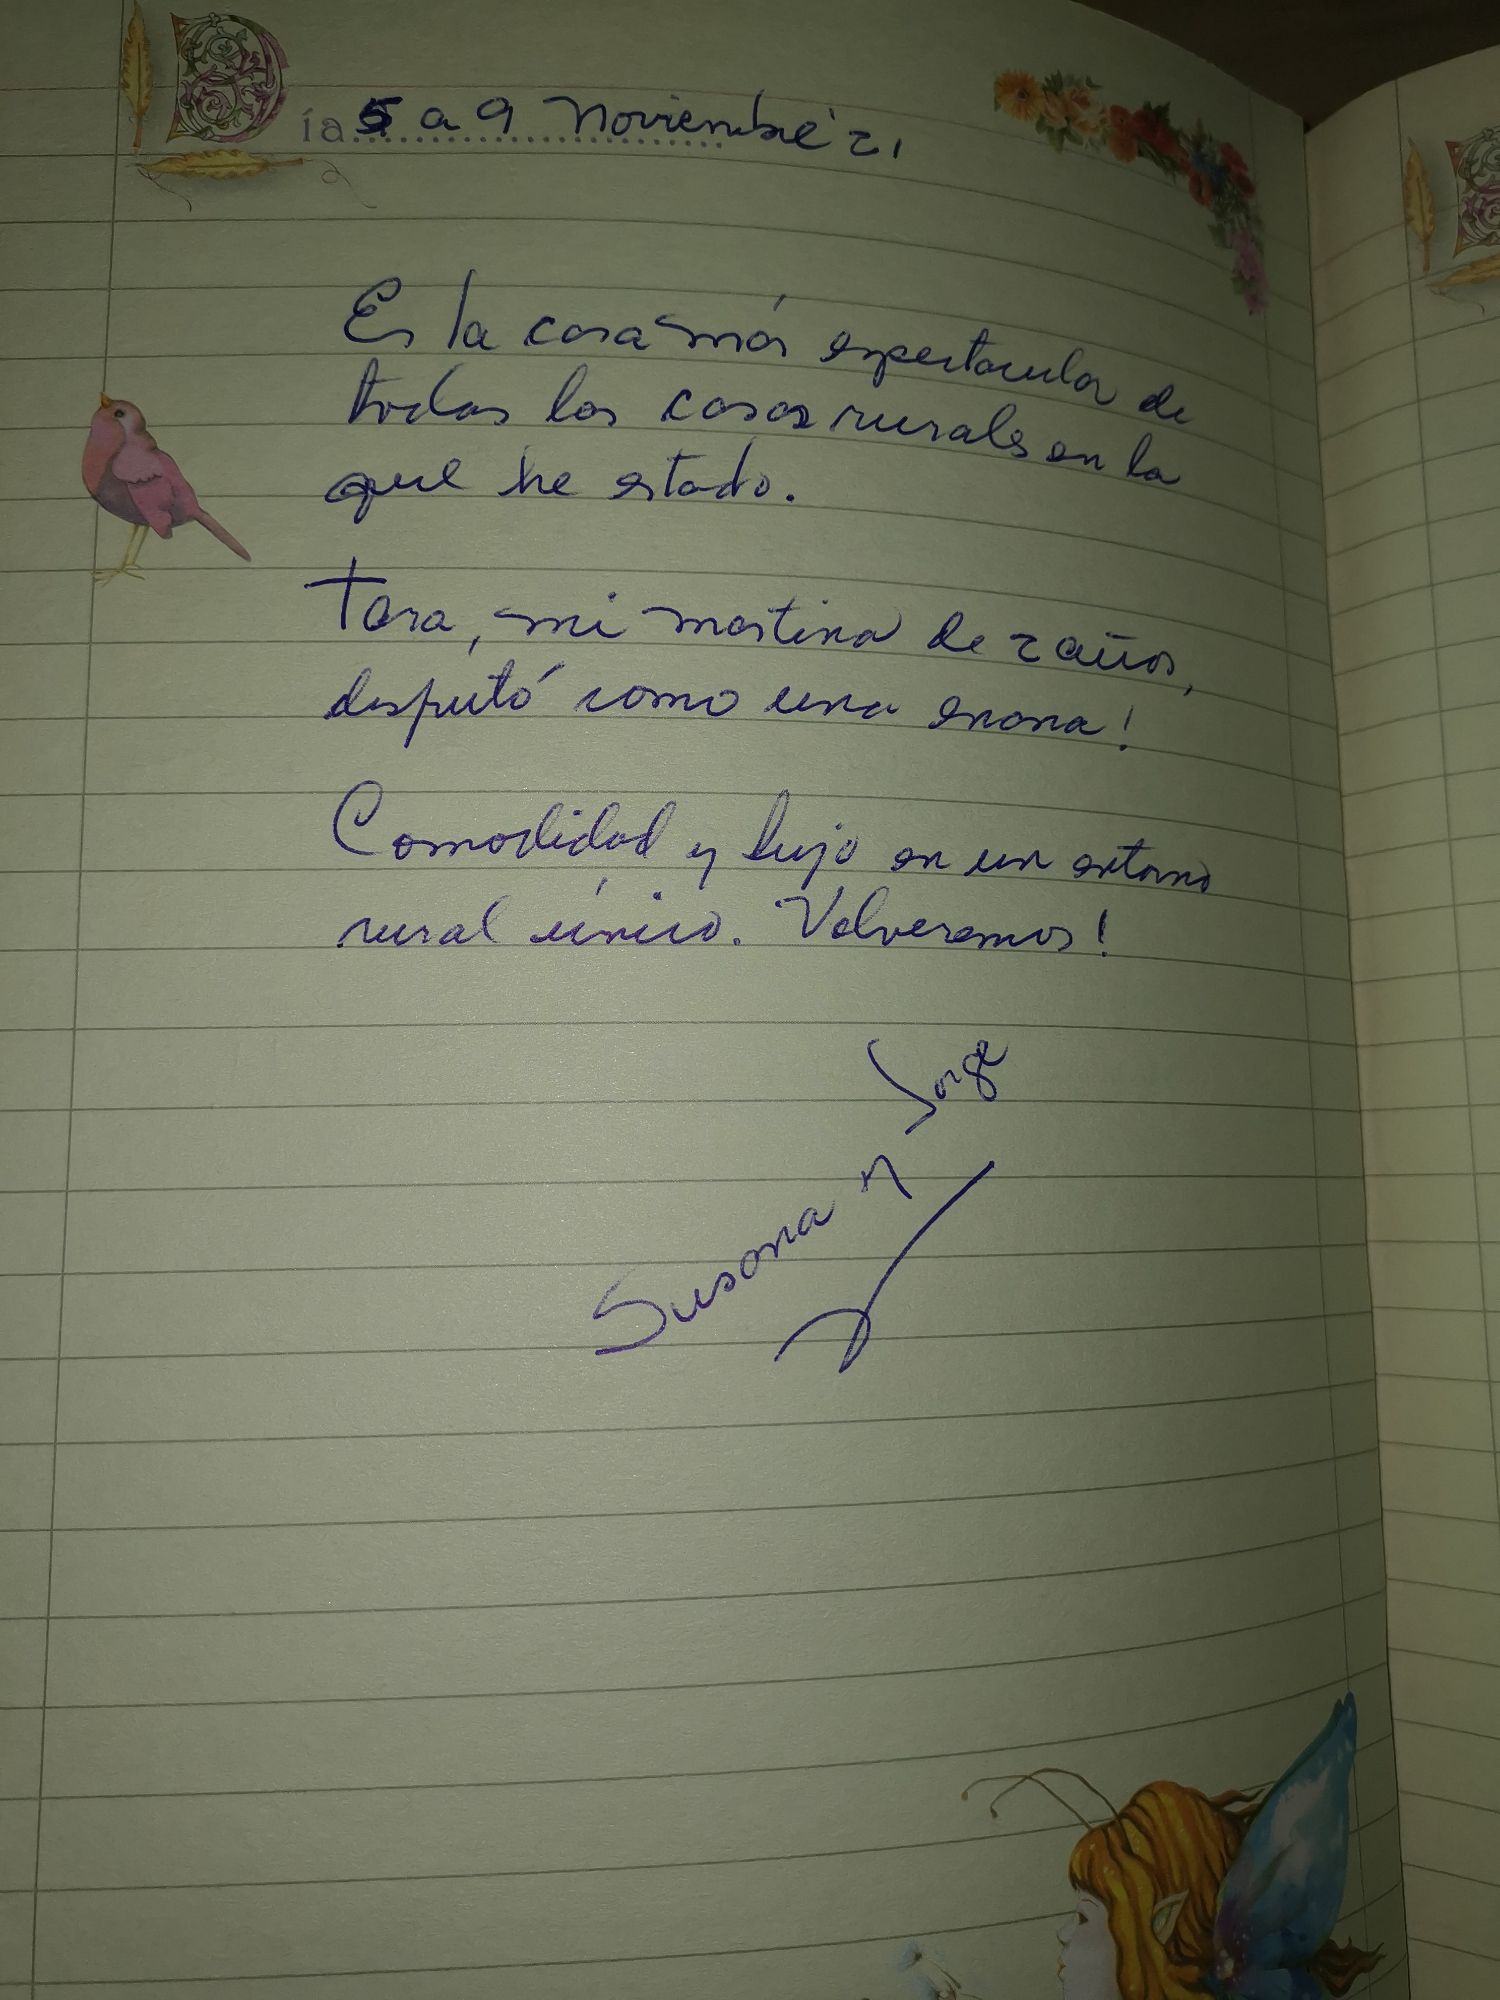 Día 5 a 9 Noviembre '21
Es la casa más espectacular de
todas las casas rurales en la
que he estado.
Tara, mi mastina de 2 años,
disfrutó como una enana!
Comodidad y lujo en un entorno
rural único. Volveremos!
Susana y Jorge